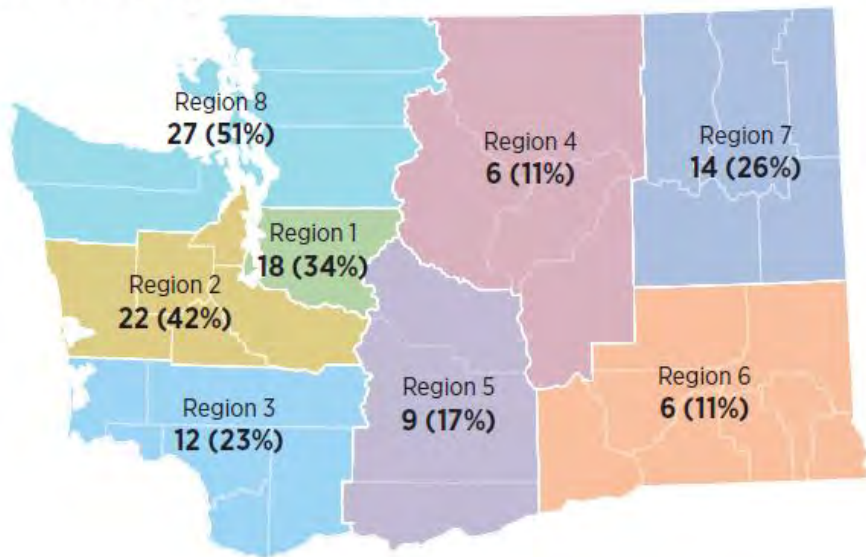 Region 8
27 (51%)
Region 4
6 (11%)
Region 7
14 (26%)
Region 1
18 (34%)
Region 2
22 (42%)
Region 3
12 (23%)
Region 5
9 (17%)
Region 6
6 (11%)